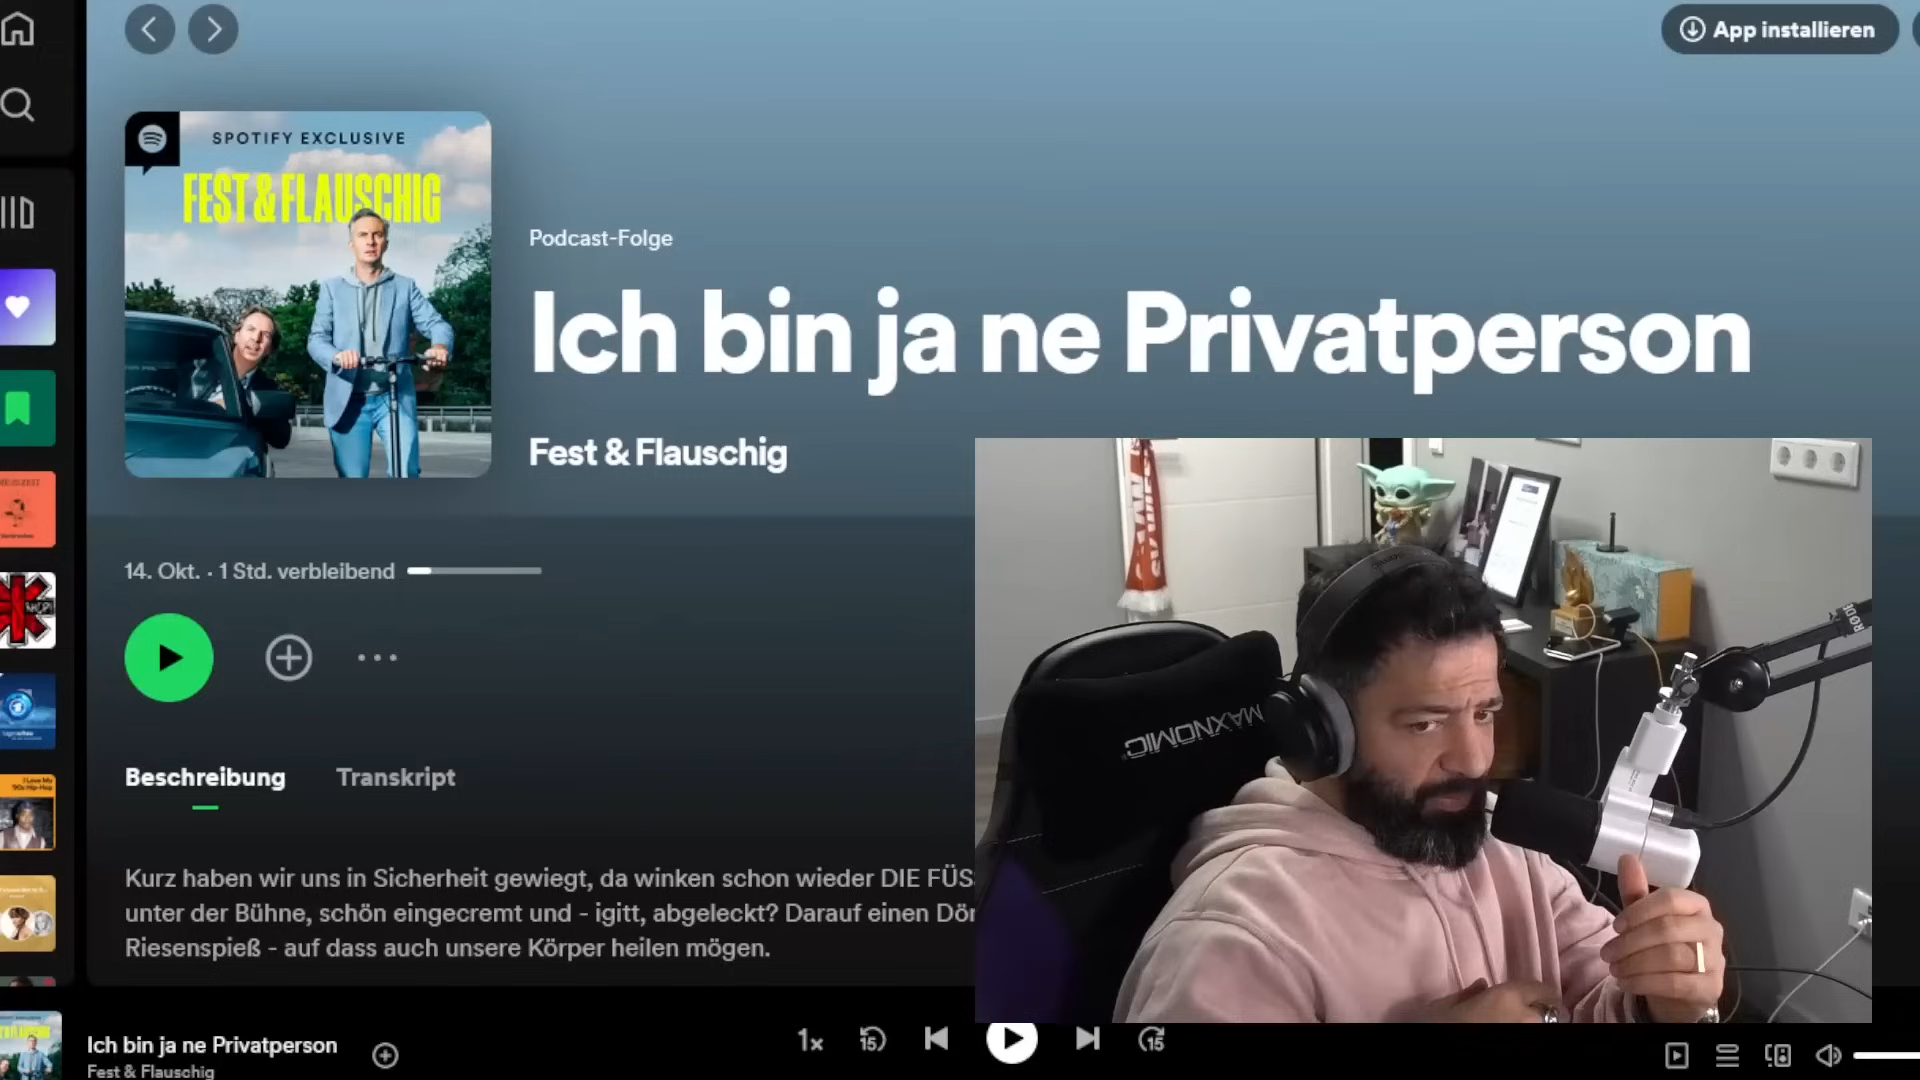 App installieren
SPOTIFY EXCLUSIVE
FEST & FLAUSCHIG
Podcast-Folge
Ich bin ja ne Privatperson
Fest & Flauschig
14. Okt. · 1 Std. verbleibend
MAXNOMIC
RØDE
Beschreibung
Transkript
Kurz haben wir uns in Sicherheit gewiegt, da winken schon wieder DIE FÜS
unter der Bühne, schön eingecremt und - igitt, abgeleckt? Darauf einen Dör
Riesenspieß - auf dass auch unsere Körper heilen mögen.
Ich bin ja ne Privatperson
Fest & Flauschig
1x
15
15